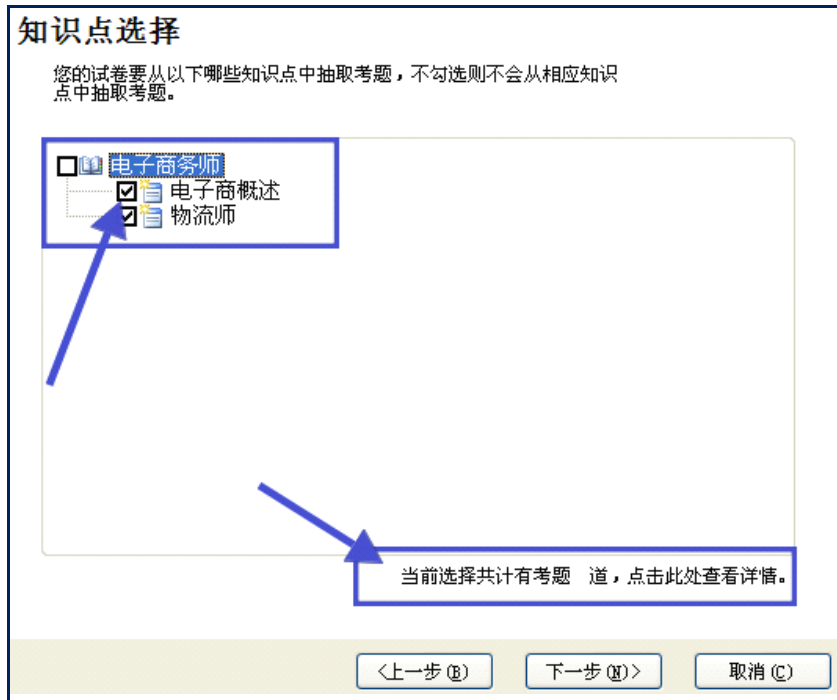 知识点选择
您的试卷要从以下哪些知识点中抽取考题，不勾选则不会从相应知识
点中抽取考题。
电子商务师
电子商概述
物流师
当前选择共计有考题 道，点击此处查看详情。
<上一步(B) 下一步(N)> 取消(C)